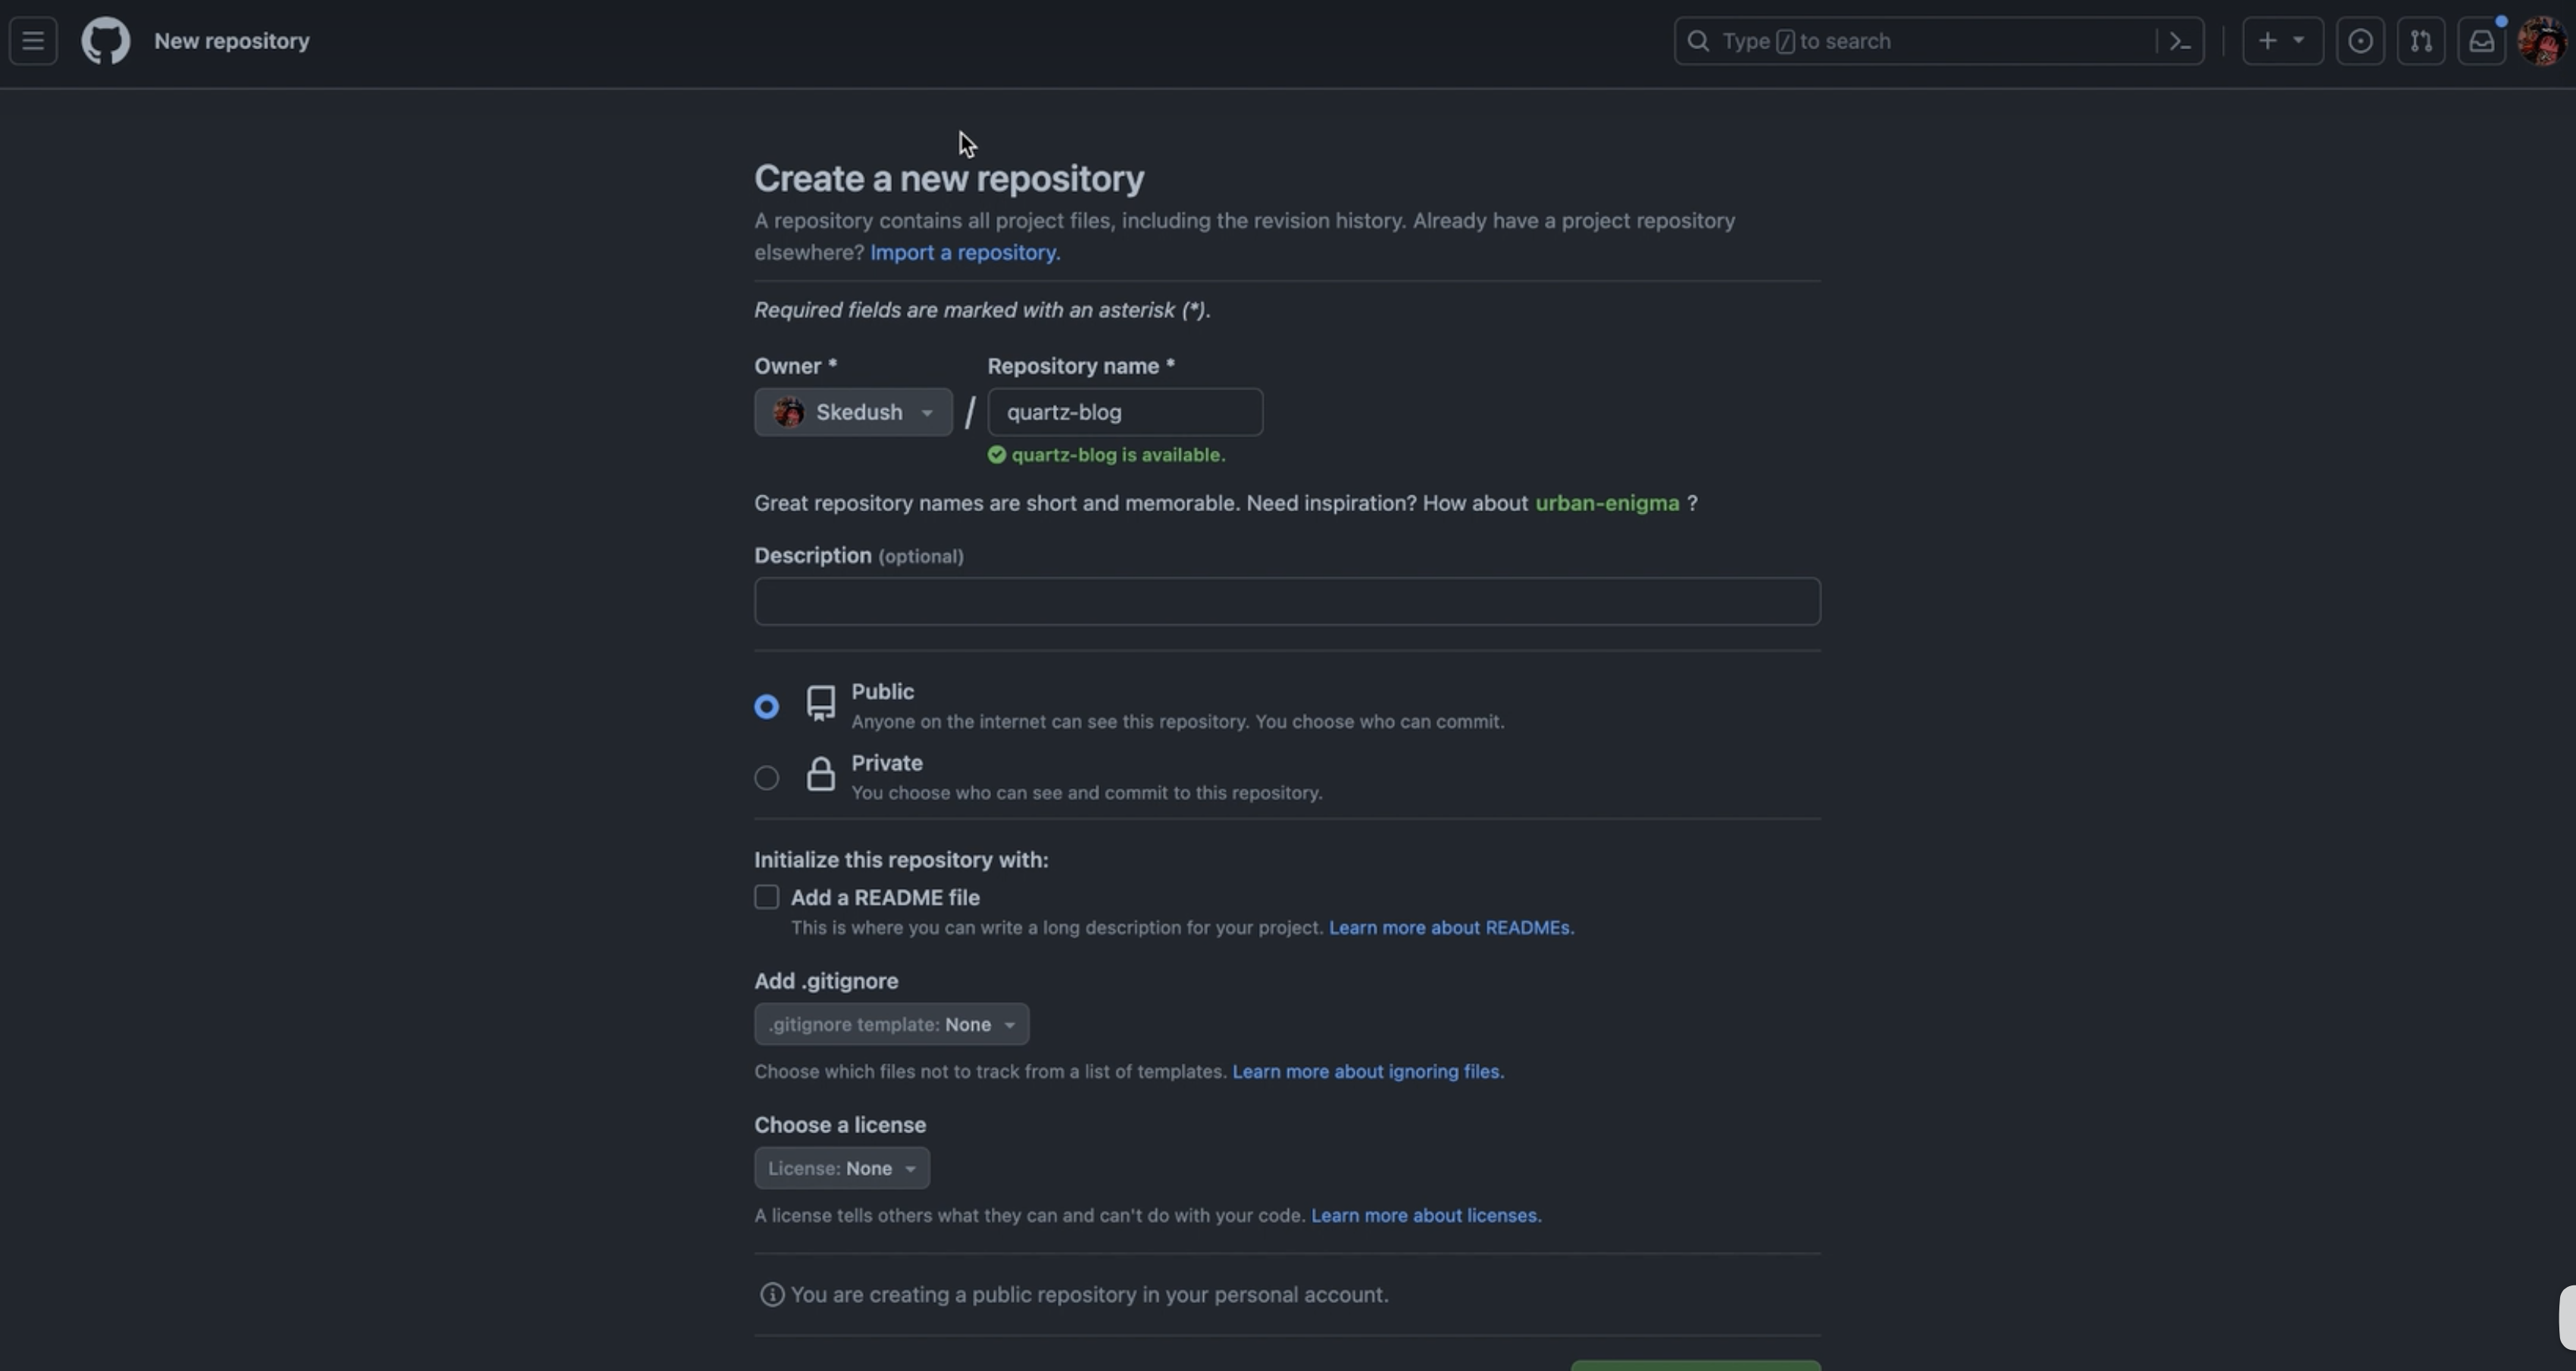 New repository
Type / to search
Create a new repository
A repository contains all project files, including the revision history. Already have a project repository
elsewhere? Import a repository.
Required fields are marked with an asterisk (*).
Owner * Repository name *
Skedush / quartz-blog
quartz-blog is available.
Great repository names are short and memorable. Need inspiration? How about urban-enigma ?
Description (optional)
Public
Anyone on the internet can see this repository. You choose who can commit.
Private
You choose who can see and commit to this repository.
Initialize this repository with:
Add a README file
This is where you can write a long description for your project. Learn more about READMEs.
Add .gitignore
.gitignore template: None
Choose which files not to track from a list of templates. Learn more about ignoring files.
Choose a license
License: None
A license tells others what they can and can't do with your code. Learn more about licenses.
You are creating a public repository in your personal account.